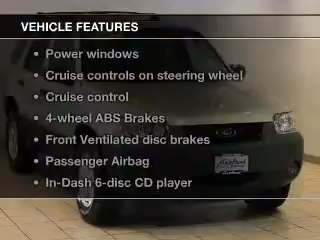 VEHICLE FEATURES
• Power windows
• Cruise controls on steering wheel
• Cruise control
• 4-wheel ABS Brakes
• Front Ventilated disc brakes
• Passenger Airbag
• In-Dash 6-disc CD player